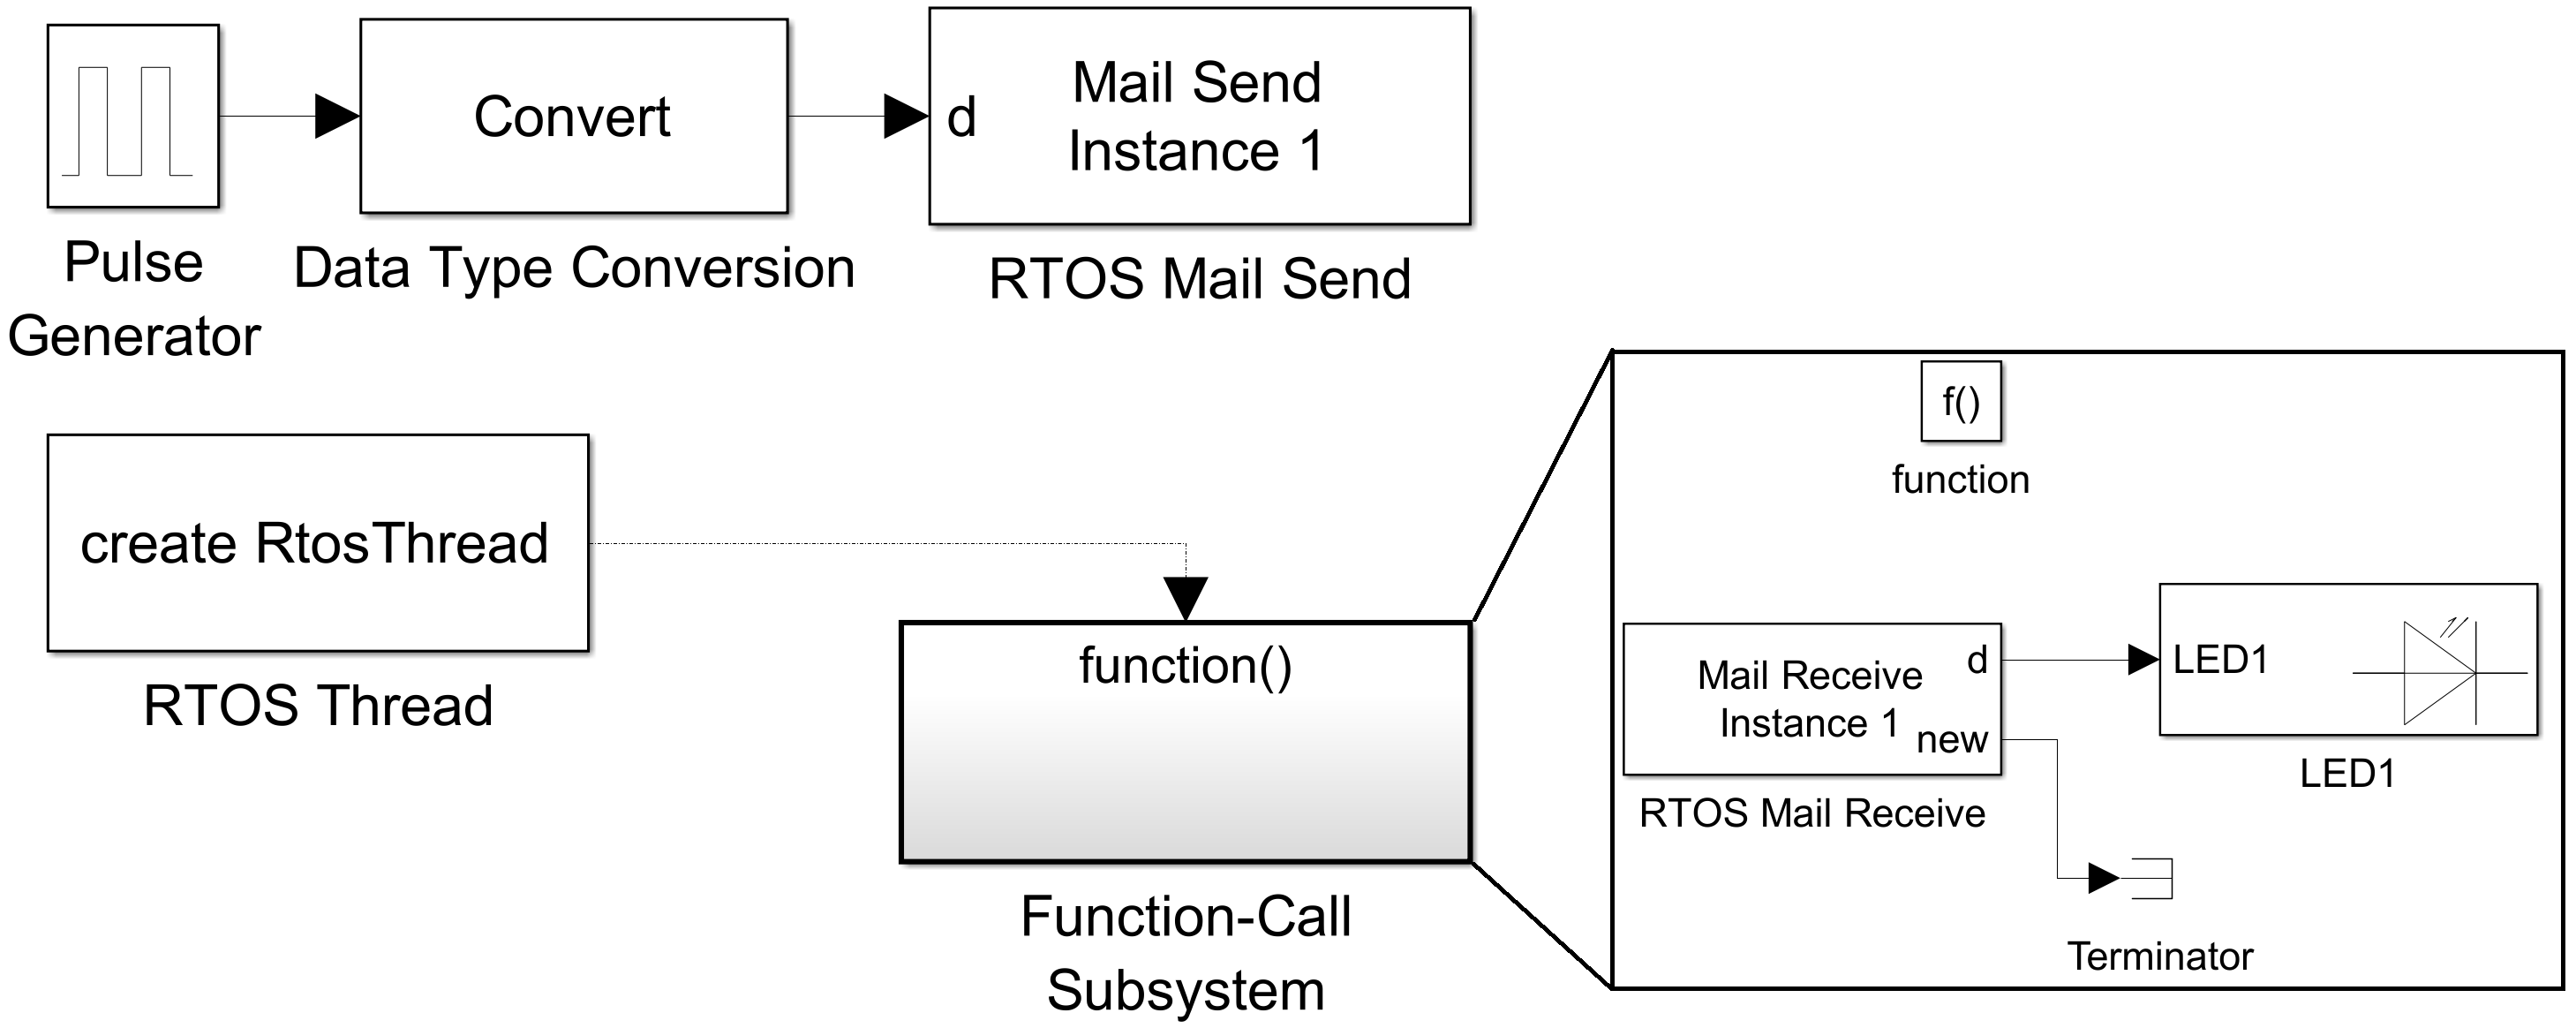 Convert
d
Mail Send
Instance 1
Pulse
Generator
Data Type Conversion
RTOS Mail Send
create RtosThread
RTOS Thread
function()
Function-Call
Subsystem
f()
function
Mail Receive
Instance 1
d
new
RTOS Mail Receive
LED1
LED1
Terminator